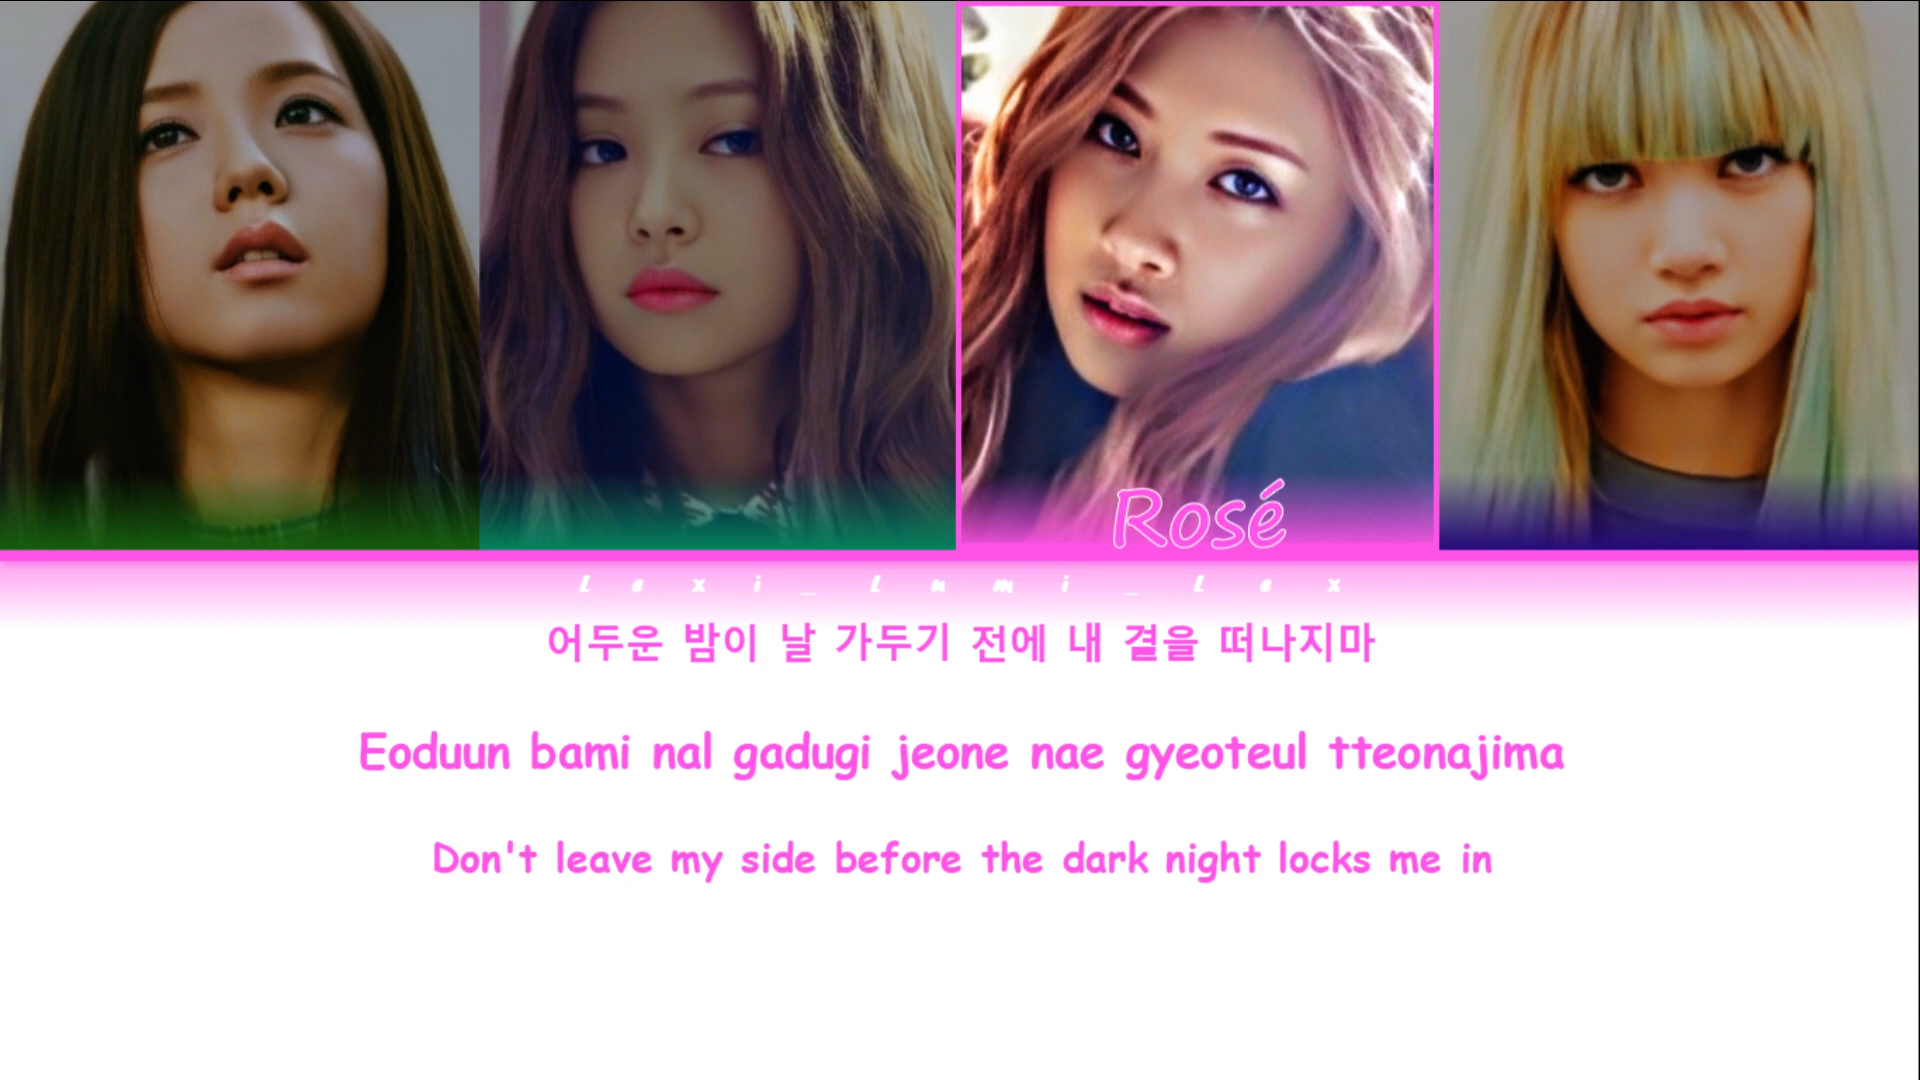 Rosé
Lexi_Lumi_Lex
어두운 밤이 날 가두기 전에 내 곁을 떠나지마
Eoduun bami nal gadugi jeone nae gyeoteul tteonajima
Don't leave my side before the dark night locks me in